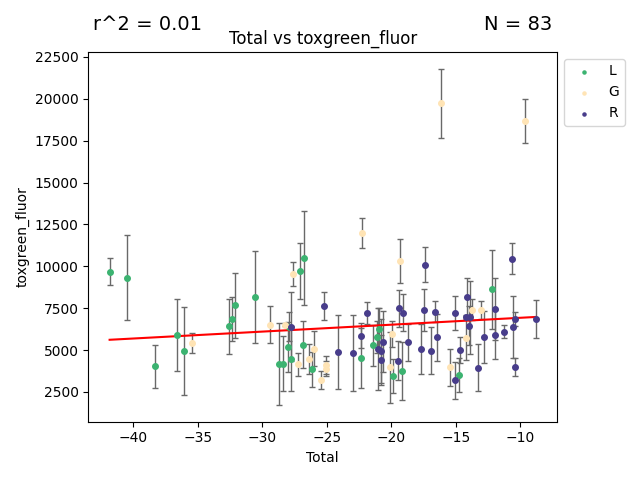 r^2 = 0.01
N = 83
Total vs toxgreen_fluor
22500
20000
17500
15000
12500
10000
7500
5000
2500
toxgreen_fluor
L
G
R
−40
−35
−30
−25
−20
−15
−10
Total